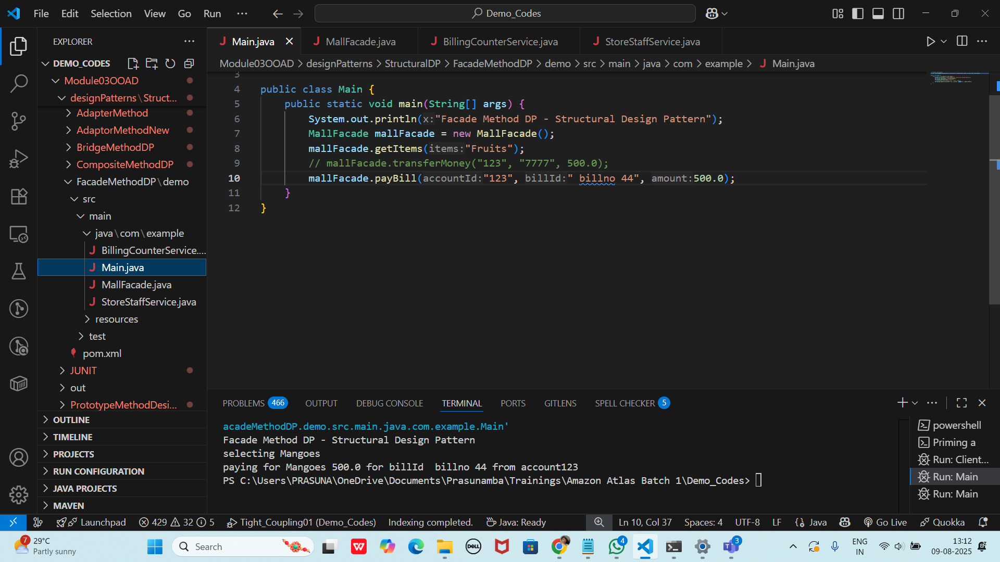 File Edit Selection View Go Run ···
Demo_Codes
EXPLORER
DEMO_CODES
Module03OOAD
designPatterns\Struct...
AdapterMethod
AdaptorMethodNew
BridgeMethodDP
CompositeMethodDP
FacadeMethodDP\demo
src
main
java\com\example
J BillingCounterService....
J Main.java
J MallFacade.java
J StoreStaffService.java
resources
test
pom.xml
JUNIT
out
PrototypeMethodDesi...
OUTLINE
TIMELINE
PROJECTS
RUN CONFIGURATION
JAVA PROJECTS
MAVEN
J Main.java J MallFacade.java J BillingCounterService.java J StoreStaffService.java
Module03OOAD > designPatterns > StructuralDP > FacadeMethodDP > demo > src > main > java > com > example > J Main.java
3
4 public class Main {
5 public static void main(String[] args) {
6 System.out.println(x:"Facade Method DP - Structural Design Pattern");
7 MallFacade mallFacade = new MallFacade();
8 mallFacade.getItems(items:"Fruits");
9 // mallFacade.transferMoney("123", "7777", 500.0);
10 mallFacade.payBill(accountId:"123", billId:" billno 44", amount:500.0);
11 }
12 }
PROBLEMS 466 OUTPUT DEBUG CONSOLE TERMINAL PORTS GITLENS SPELL CHECKER 5
acadeMethodDP.demo.src.main.java.com.example.Main'
Facade Method DP - Structural Design Pattern
selecting Mangoes
paying for Mangoes 500.0 for billId  billno 44 from account123
PS C:\Users\PRASUNA\OneDrive\Documents\Prasunamba\Trainings\Amazon Atlas Batch 1\Demo_Codes>
powershell
Priming a
Run: Client...
Run: Main
Run: Main
Launchpad 429 32 5 Tight_Coupling01 (Demo_Codes) Indexing completed. Java: Ready Ln 10, Col 37 Spaces: 4 UTF-8 LF {} Java Go Live Quokka
7 29°C
Partly sunny
Search
W
DELL
4
T 3
ENG
IN
13:12
09-08-2025